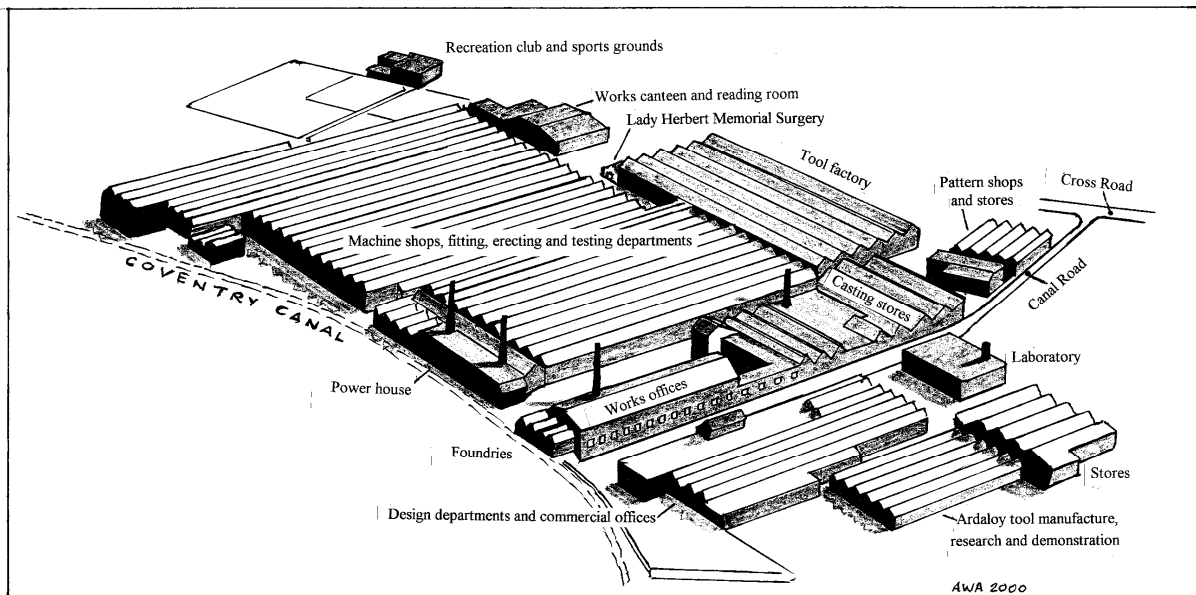 Recreation club and sports grounds
Works canteen and reading room
Lady Herbert Memorial Surgery
Tool factory
Pattern shops
and stores
Cross Road
Machine shops, fitting, erecting and testing departments
COVENTRY CANAL
Casting stores
Canal Road
Power house
Works offices
Laboratory
Foundries
Stores
Design departments and commercial offices
Ardaloy tool manufacture,
research and demonstration
AWA 2000